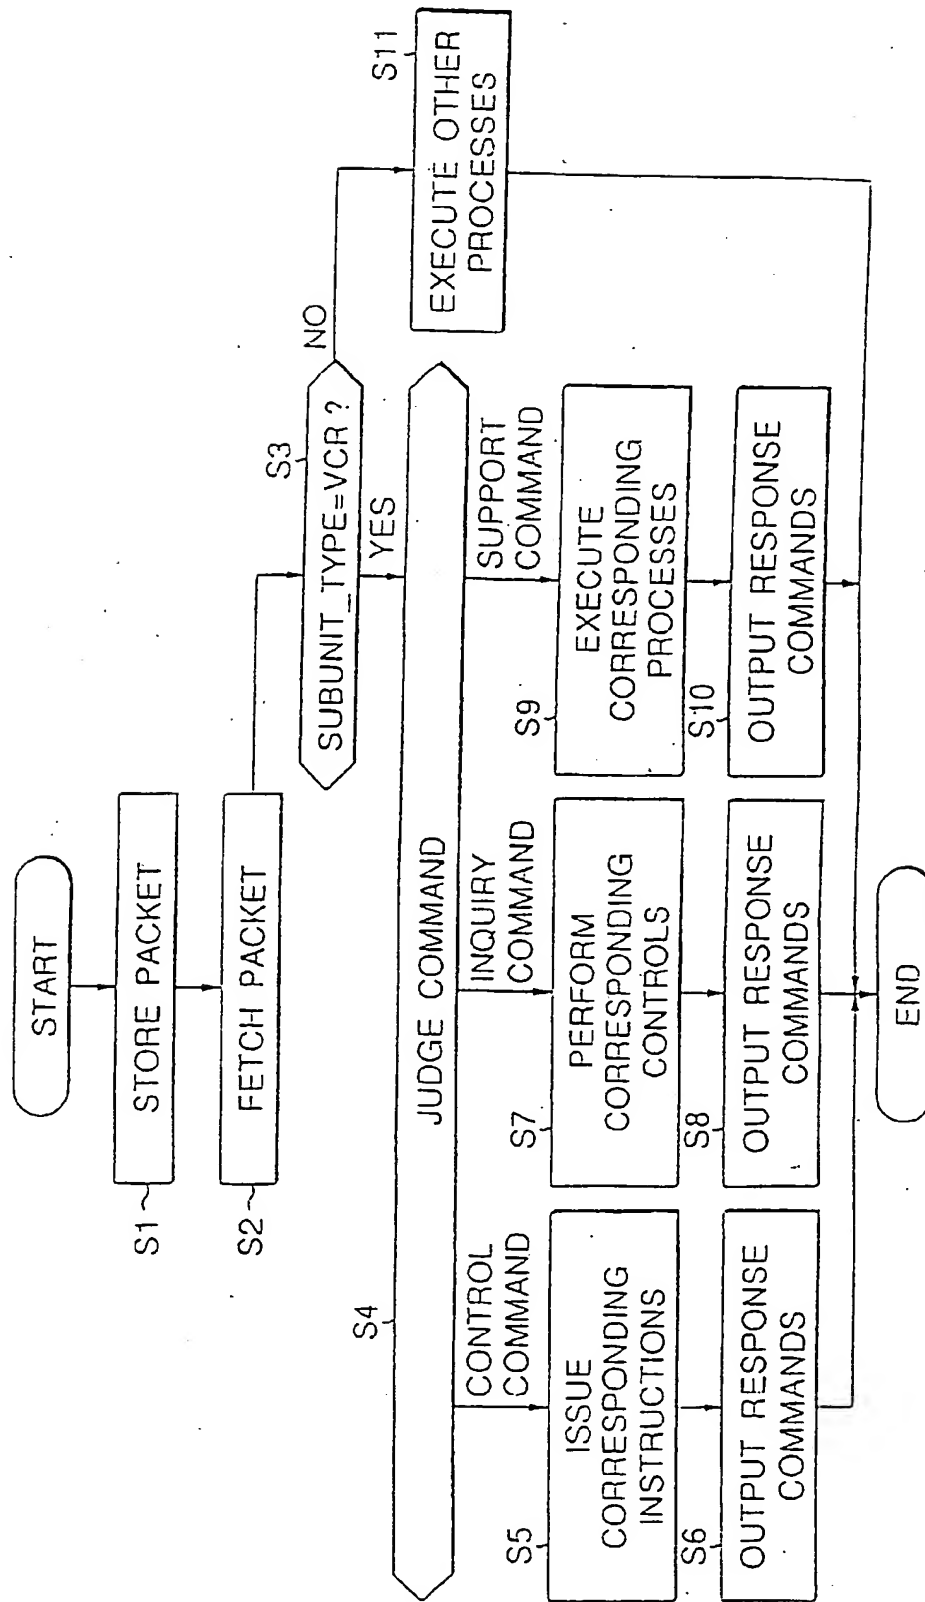 START
S1
STORE PACKET
S2
FETCH PACKET
S3
SUBUNIT_TYPE=VCR ?
NO
YES
S11
EXECUTE OTHER
PROCESSES
S4
JUDGE COMMAND
CONTROL
COMMAND
INQUIRY
COMMAND
SUPPORT
COMMAND
S5
ISSUE
CORRESPONDING
INSTRUCTIONS
S7
PERFORM
CORRESPONDING
CONTROLS
S9
EXECUTE
CORRESPONDING
PROCESSES
S6
OUTPUT RESPONSE
COMMANDS
S8
OUTPUT RESPONSE
COMMANDS
S10
OUTPUT RESPONSE
COMMANDS
END